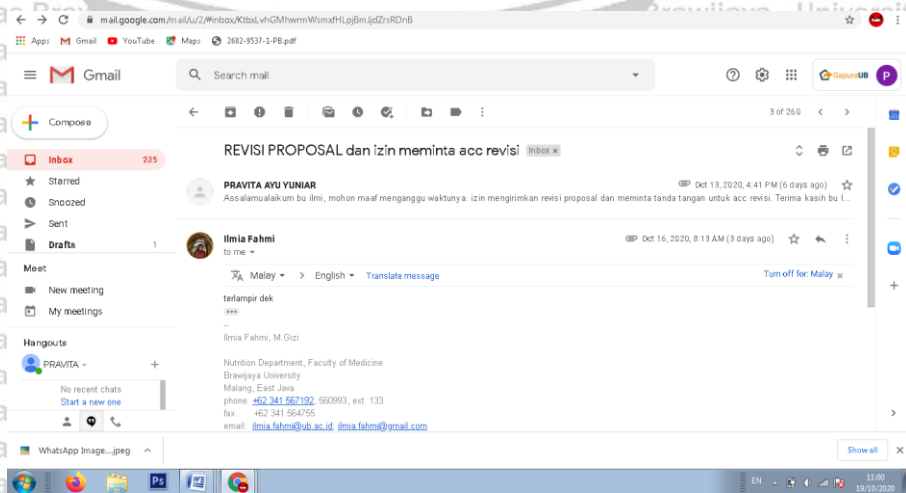 mail.google.com/mail/u/2/#inbox/KtbxLvhGMhwrmWsmxfHLpjBmJjdZrsRDnB
Apps Gmail YouTube Maps 2682-9537-1-PB.pdf
Gmail
Search mail
GapuraUB P
Compose
3 of 260
REVISI PROPOSAL dan izin meminta acc revisi Inbox x
Inbox 235
Starred
Snoozed
Sent
Drafts 1
PRAVITA AYU YUNIAR
Oct 13, 2020, 4:41 PM (6 days ago)
Assalamualaikum bu ilmi, mohon maaf menganggu waktunya. izin mengirimkan revisi proposal dan meminta tanda tangan untuk acc revisi. Terima kasih bu I...
Ilmia Fahmi
Oct 16, 2020, 8:13 AM (3 days ago)
to me
Malay > English Translate message
Turn off for: Malay x
Meet
New meeting
My meetings
terlampir dek
--
Ilmia Fahmi, M.Gizi
Hangouts
PRAVITA
No recent chats
Start a new one
Nutrition Department, Faculty of Medicine
Brawijaya University
Malang, East Java
phone. +62 341 567192, 560993, ext. 133
fax. +62 341 564755
email: ilmia.fahmi@ub.ac.id, ilmia.fahmi@gmail.com
WhatsApp Image....jpeg
Show all
EN
11:00
19/10/2020